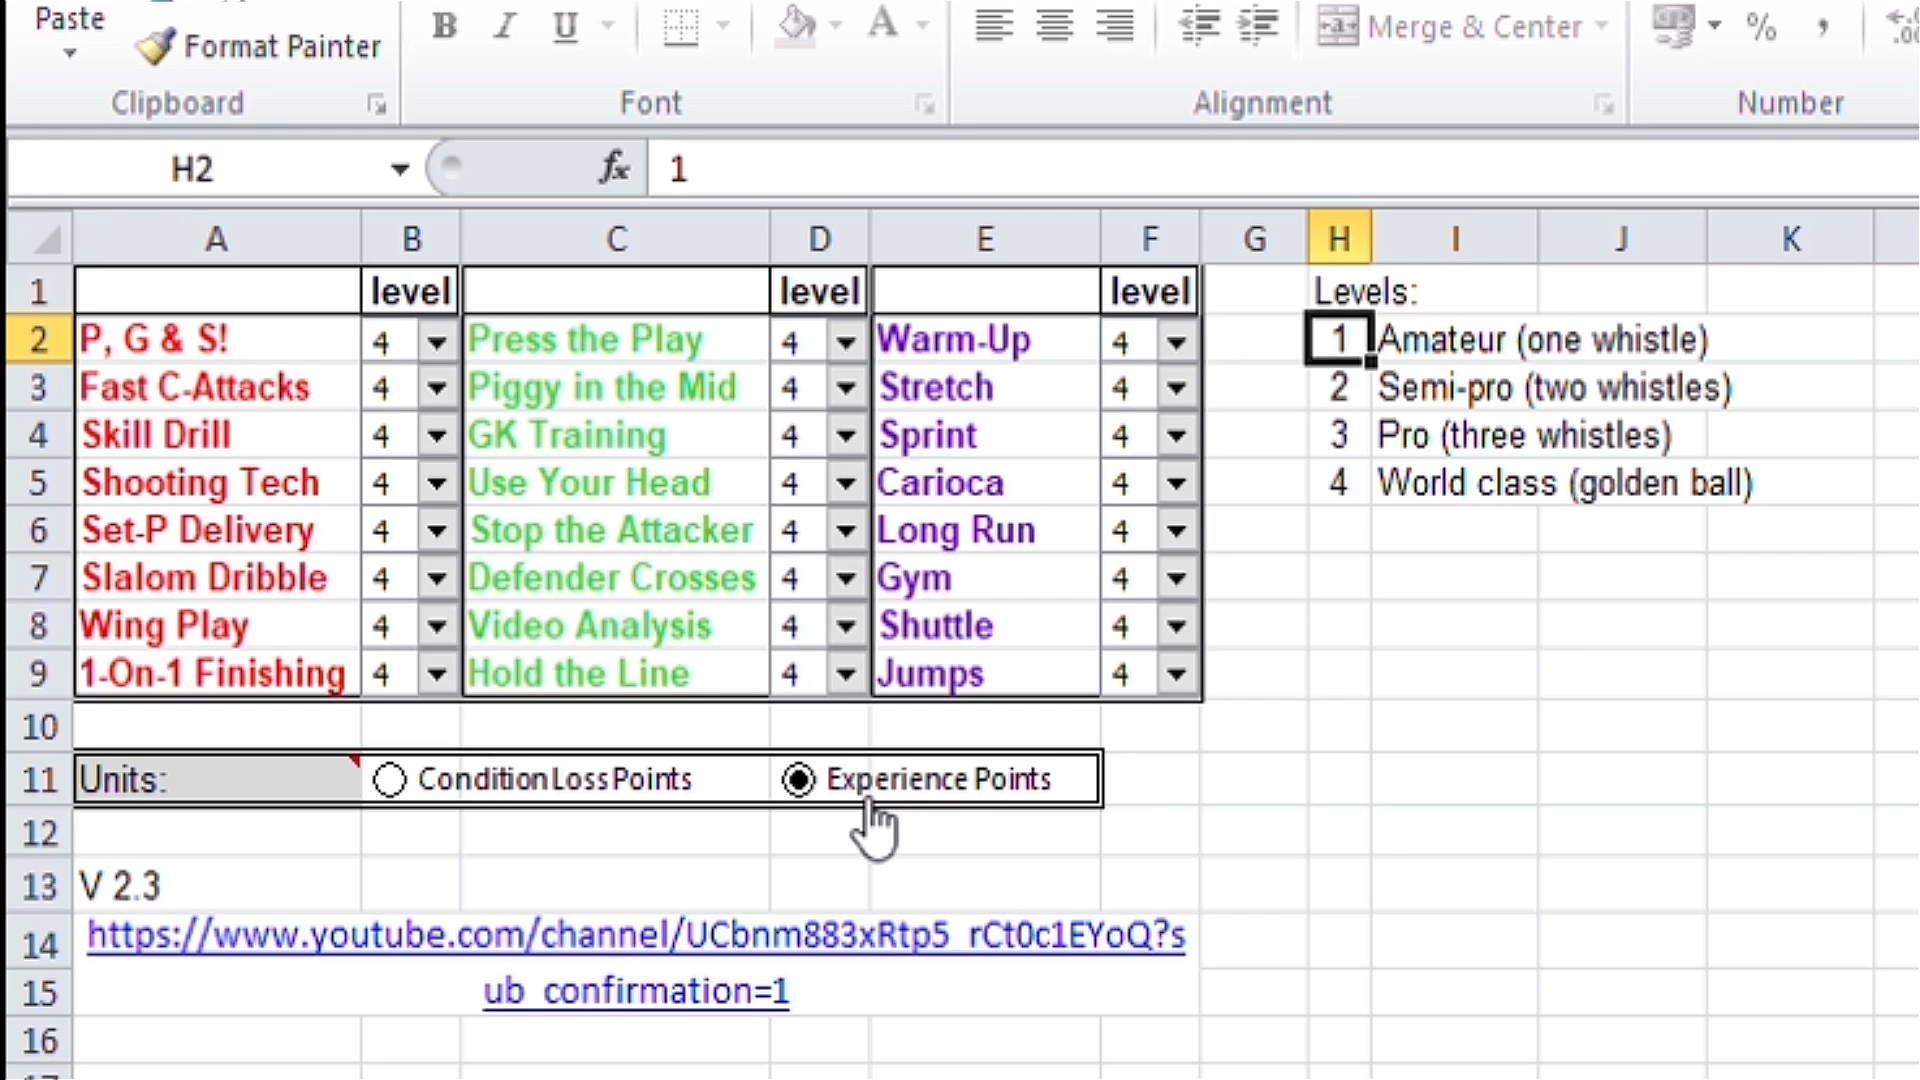 Paste
Format Painter
B I U A Merge & Center % , .00
Clipboard Font Alignment Number
H2 fx 1
A B C D E F G H I J K
1 level level level Levels:
2 P, G & S! 4 Press the Play 4 Warm-Up 4 1 Amateur (one whistle)
3 Fast C-Attacks 4 Piggy in the Mid 4 Stretch 4 2 Semi-pro (two whistles)
4 Skill Drill 4 GK Training 4 Sprint 4 3 Pro (three whistles)
5 Shooting Tech 4 Use Your Head 4 Carioca 4 4 World class (golden ball)
6 Set-P Delivery 4 Stop the Attacker 4 Long Run 4
7 Slalom Dribble 4 Defender Crosses 4 Gym 4
8 Wing Play 4 Video Analysis 4 Shuttle 4
9 1-On-1 Finishing 4 Hold the Line 4 Jumps 4
10
11 Units: Condition Loss Points Experience Points
12
13 V 2.3
14 https://www.youtube.com/channel/UCbnm883xRtp5_rCt0c1EYoQ?s
15 ub_confirmation=1
16